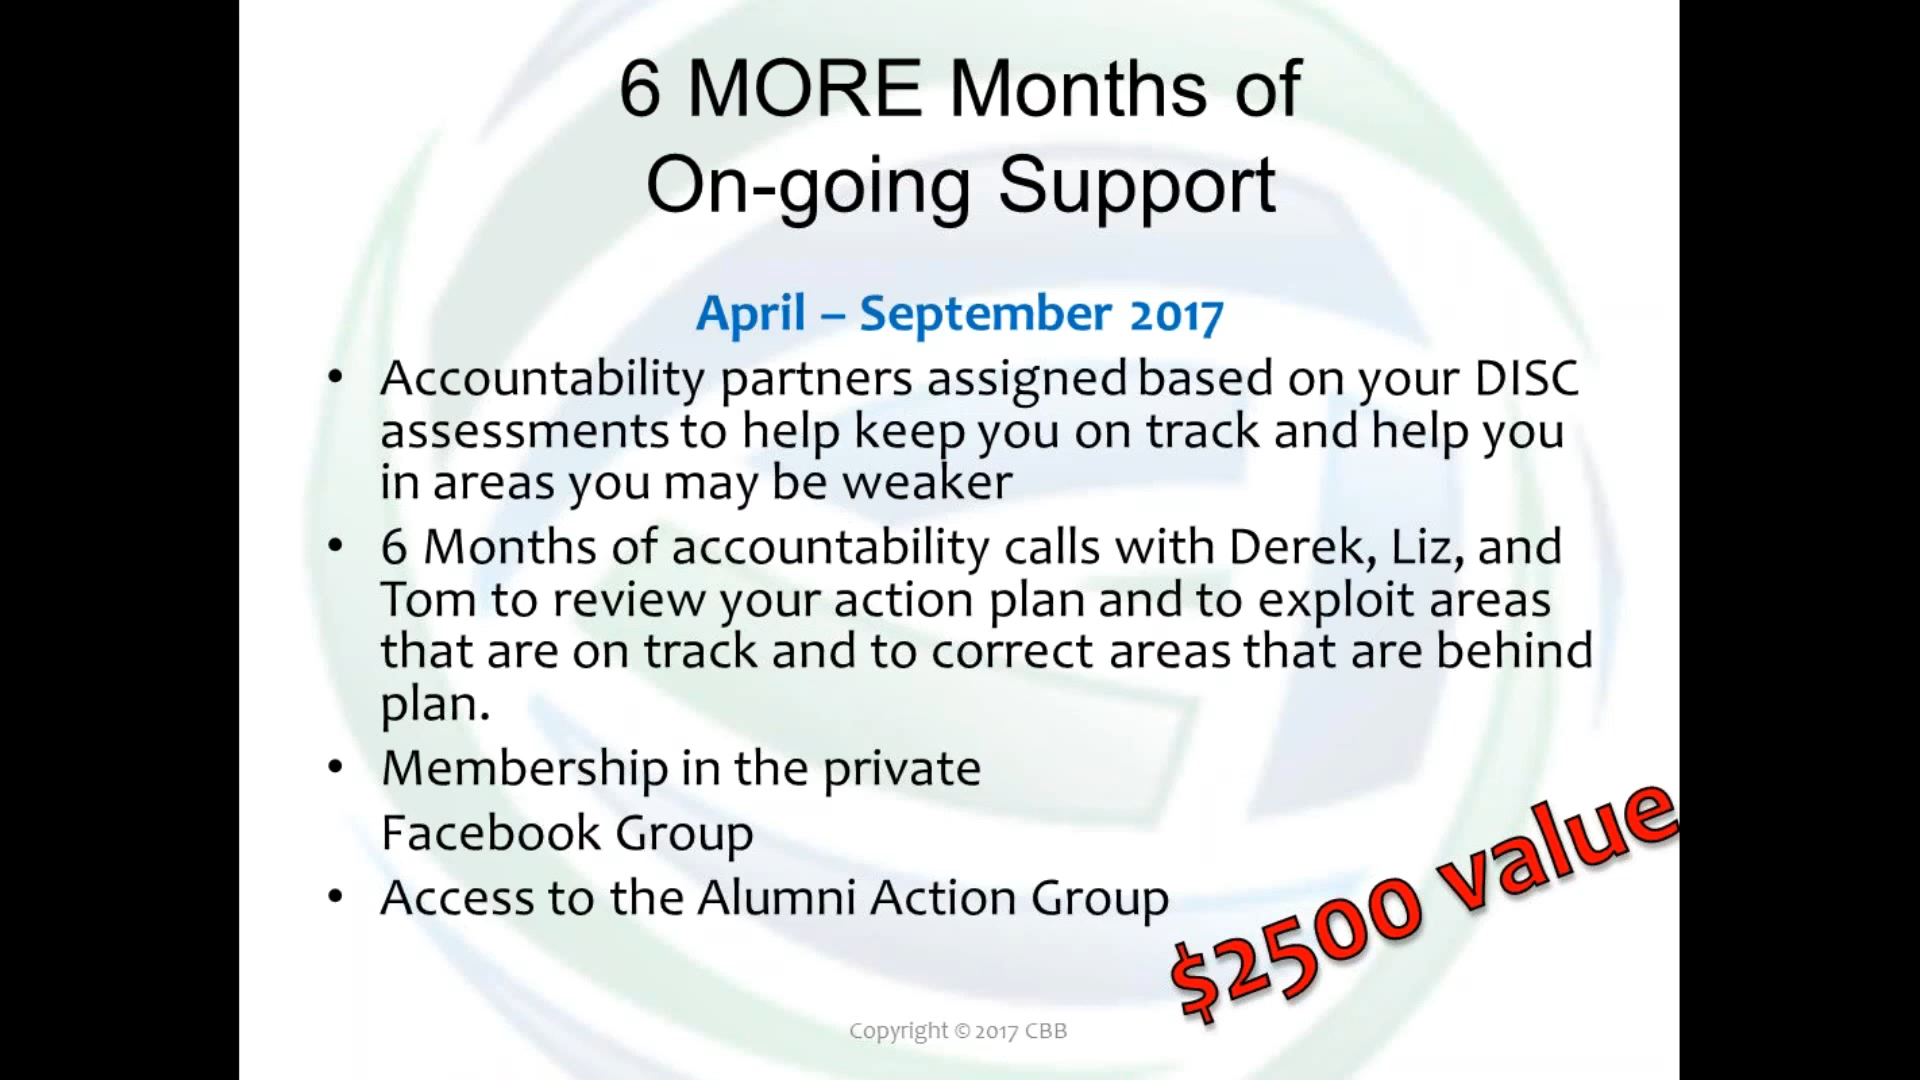 6 MORE Months of
On-going Support
April – September 2017
• Accountability partners assigned based on your DISC
assessments to help keep you on track and help you
in areas you may be weaker
• 6 Months of accountability calls with Derek, Liz, and
Tom to review your action plan and to exploit areas
that are on track and to correct areas that are behind
plan.
• Membership in the private
Facebook Group
• Access to the Alumni Action Group
$2500 value
Copyright © 2017 CBB